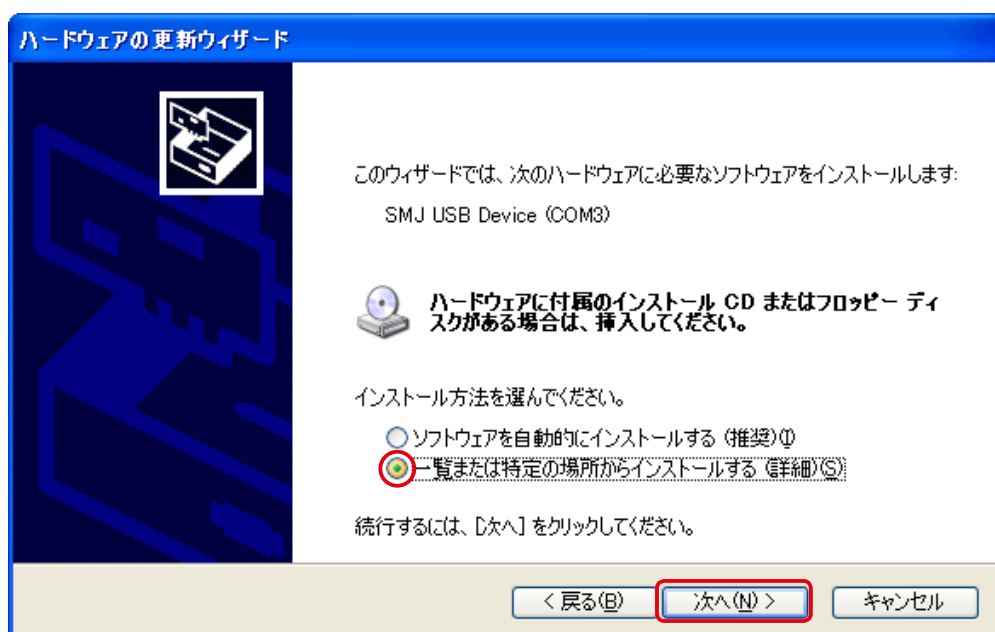 ハードウェアの更新ウィザード
このウィザードでは、次のハードウェアに必要なソフトウェアをインストールします:
SMJ USB Device (COM3)
ハードウェアに付属のインストール CD またはフロッピー ディ
スクがある場合は、挿入してください。
インストール方法を選んでください。
ソフトウェアを自動的にインストールする (推奨)(I)
一覧または特定の場所からインストールする (詳細)(S)
続行するには、[次へ] をクリックしてください。
< 戻る(B)
次へ(N) >
キャンセル